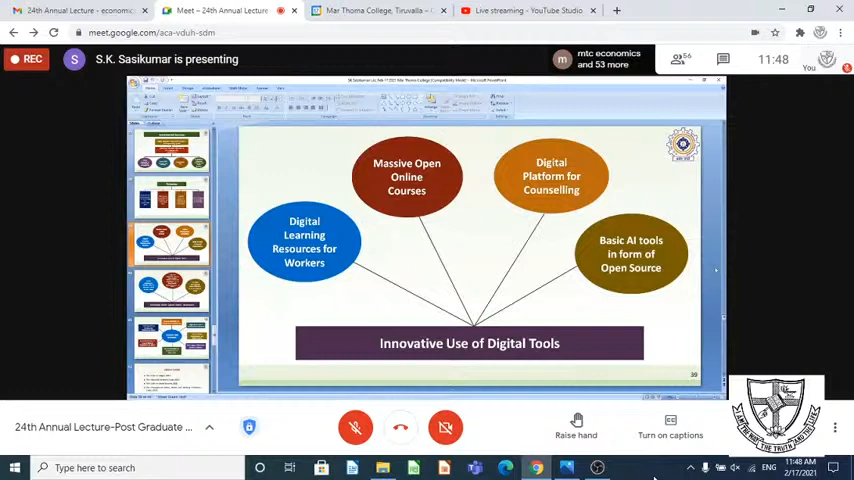 24th Annual Lecture - economic
Meet – 24th Annual Lecture
Mar Thoma College, Tiruvalla – C
Live streaming - YouTube Studio
meet.google.com/aca-vduh-sdm
REC
S
S.K. Sasikumar is presenting
m
mtc economics
and 53 more
56
11:48
You
Massive Open
Online
Courses
Digital
Platform for
Counselling
Digital
Learning
Resources for
Workers
Basic AI tools
in form of
Open Source
Innovative Use of Digital Tools
39
24th Annual Lecture-Post Graduate ...
Raise hand
Turn on captions
Type here to search
ENG
11:48 AM
2/17/2021